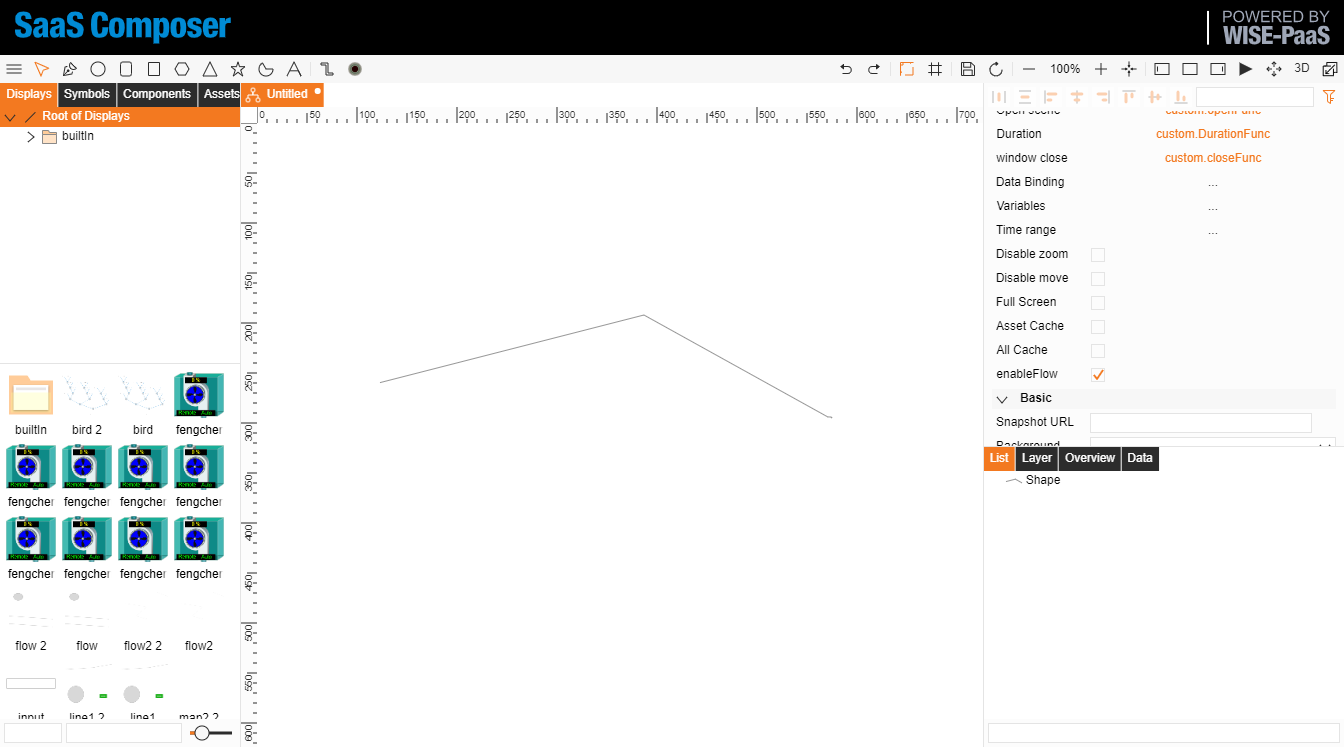 SaaS Composer
POWERED BY
WISE-PaaS
100%
3D
Displays Symbols Components Assets
Untitled
Root of Displays
builtIn
0 50 100 150 200 250 300 350 400 450 500 550 600 650 700
0
50
100
150
200
250
300
350
400
450
500
550
600
Open scene custom.openFunc
Duration custom.DurationFunc
window close custom.closeFunc
Data Binding ...
Variables ...
Time range ...
Disable zoom
Disable move
Full Screen
Asset Cache
All Cache
enableFlow
Basic
Snapshot URL
Background
List Layer Overview Data
Shape
builtIn bird 2 bird fengcher
fengcher fengcher fengcher fengcher
fengcher fengcher fengcher fengcher
flow 2 flow flow2 2 flow2
input line1 2 line1 map2 2